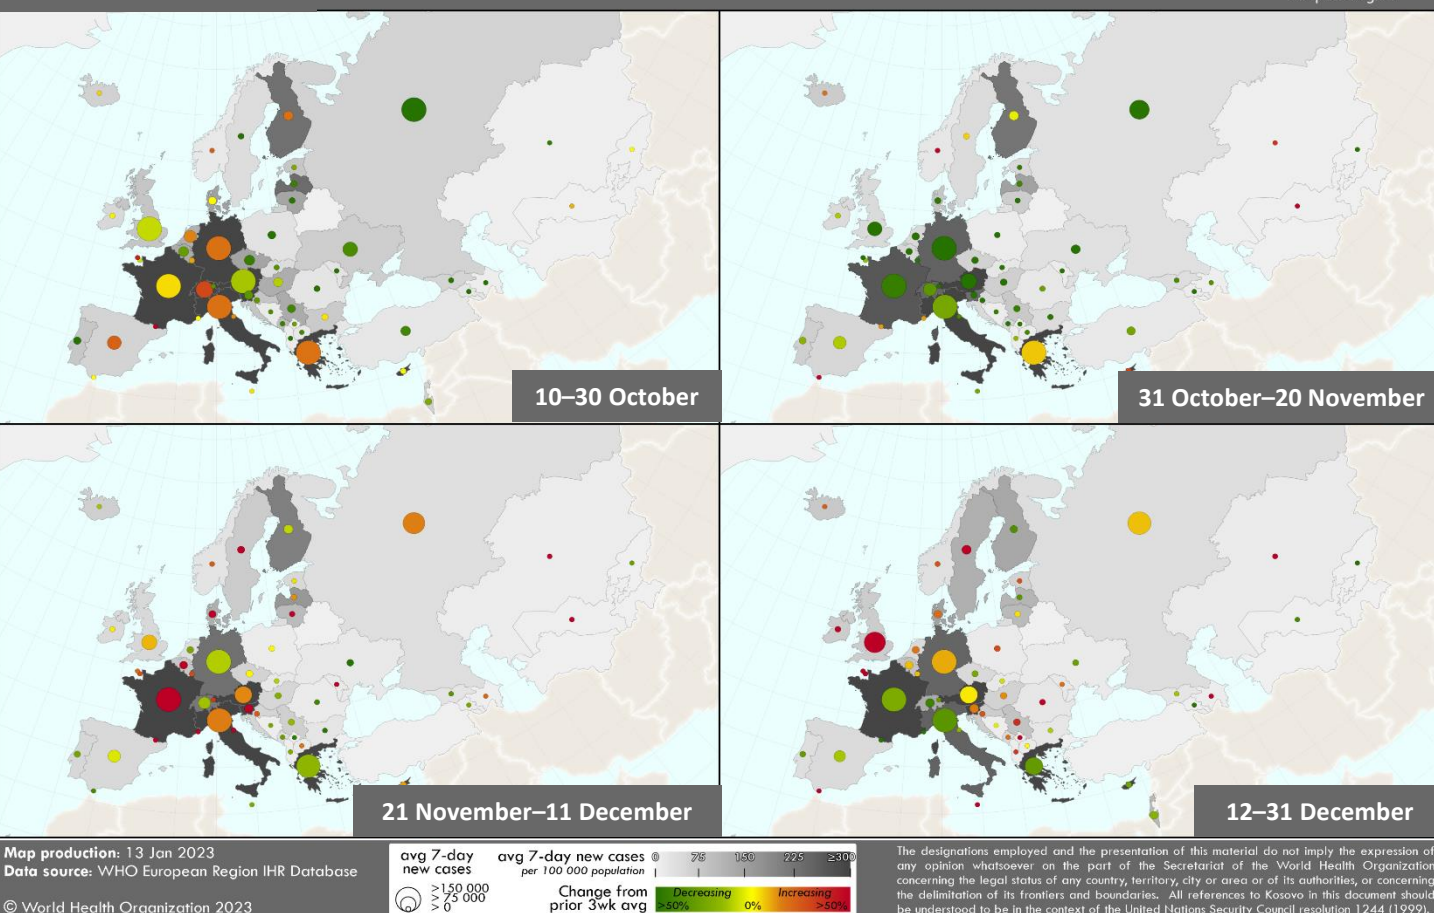 10–30 October
31 October–20 November
21 November–11 December
12–31 December
Map production: 13 Jan 2023
Data source: WHO European Region IHR Database
© World Health Organization 2023
avg 7-day
new cases
>150 000
> 75 000
> 0
avg 7-day new cases
per 100 000 population
0 75 150 225 ≥300
Change from
prior 3wk avg
Decreasing Increasing
>50% 0% >50%
The designations employed and the presentation of this material do not imply the expression of
any opinion whatsoever on the part of the Secretariat of the World Health Organization
concerning the legal status of any country, territory, city or area or of its authorities, or concerning
the delimitation of its frontiers and boundaries. All references to Kosovo in this document should
be understood to be in the context of the United Nations Security Council resolution 1244 (1999).